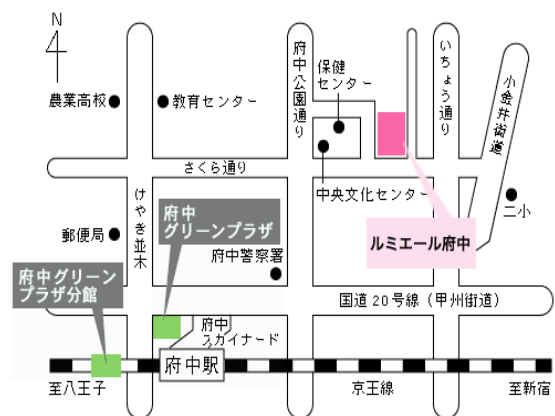 N
農業高校
教育センター
府中公園通り
保健
センター
いちょう通り
小金井街道
さくら通り
中央文化センター
二小
けやき並木
府中
グリーンプラザ
ルミエール府中
郵便局
府中警察署
府中グリーン
プラザ分館
国道20号線(甲州街道)
府中
スカイナード
府中駅
至八王子
京王線
至新宿